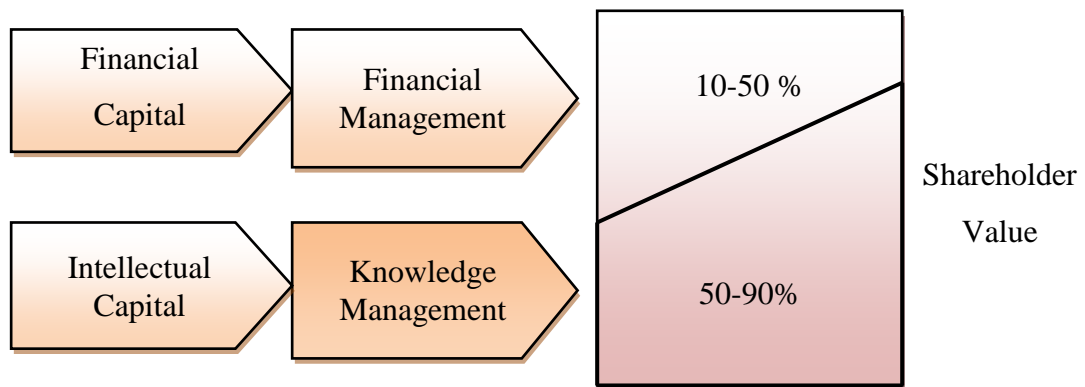 Financial
Capital
Financial
Management
10-50 %
Shareholder
Value
Intellectual
Capital
Knowledge
Management
50-90%